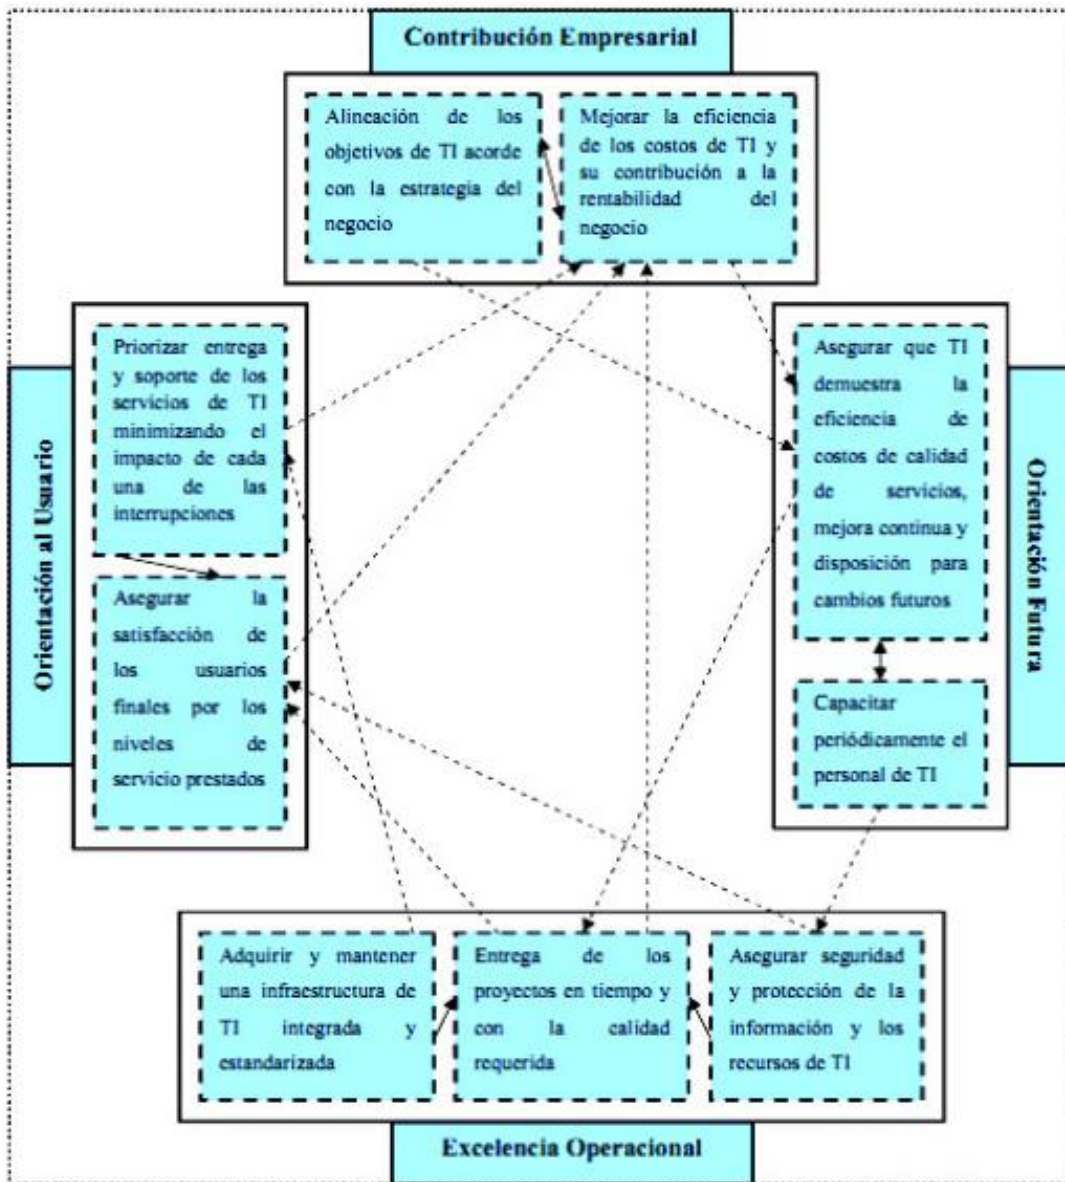 Contribución Empresarial
Alineación de los
objetivos de TI acorde
con la estrategia del
negocio
Mejorar la eficiencia
de los costos de TI y
su contribución a la
rentabilidad del
negocio
Orientación al Usuario
Priorizar entrega
y soporte de los
servicios de TI
minimizando el
impacto de cada
una de las
interrupciones
Asegurar la
satisfacción de
los usuarios
finales por los
niveles de
servicio prestados
Asegurar que TI
demuestra la
eficiencia de
costos de calidad
de servicios,
mejora continua y
disposición para
cambios futuros
Capacitar
periódicamente el
personal de TI
Orientación Futura
Adquirir y mantener
una infraestructura de
TI integrada y
estandarizada
Entrega de los
proyectos en tiempo y
con la calidad
requerida
Asegurar seguridad
y protección de la
información y los
recursos de TI
Excelencia Operacional